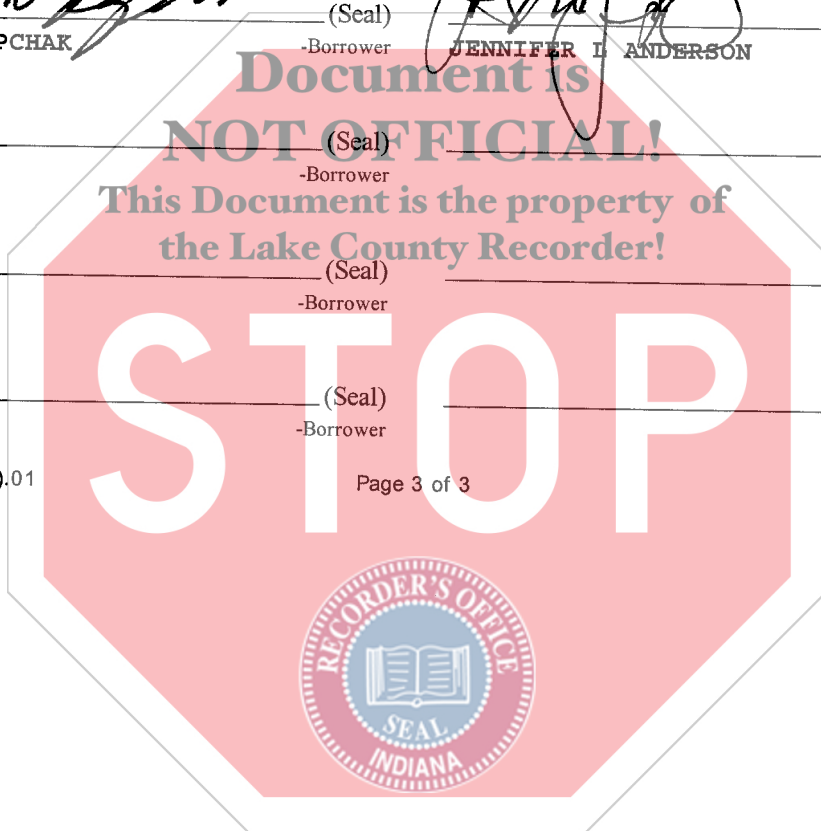 (Seal)
PCHAK -Borrower JENNIFER L ANDERSON
Document is
NOT OFFICIAL!
(Seal)
-Borrower
This Document is the property of
the Lake County Recorder!
(Seal)
-Borrower
STOP
(Seal)
-Borrower
.01 Page 3 of 3
RECORDER'S OFFICE
SEAL
INDIANA